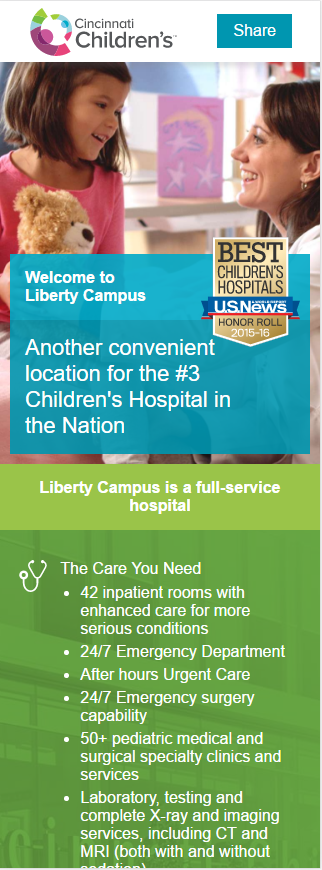 Cincinnati
Children's
Share
BEST
CHILDREN'S
HOSPITALS
U.S.News
HONOR ROLL
2015-16
Welcome to
Liberty Campus
Another convenient
location for the #3
Children's Hospital in
the Nation
Liberty Campus is a full-service
hospital
The Care You Need
• 42 inpatient rooms with
enhanced care for more
serious conditions
• 24/7 Emergency Department
• After hours Urgent Care
• 24/7 Emergency surgery
capability
• 50+ pediatric medical and
surgical specialty clinics and
services
• Laboratory, testing and
complete X-ray and imaging
services, including CT and
MRI (both with and without
sedation)